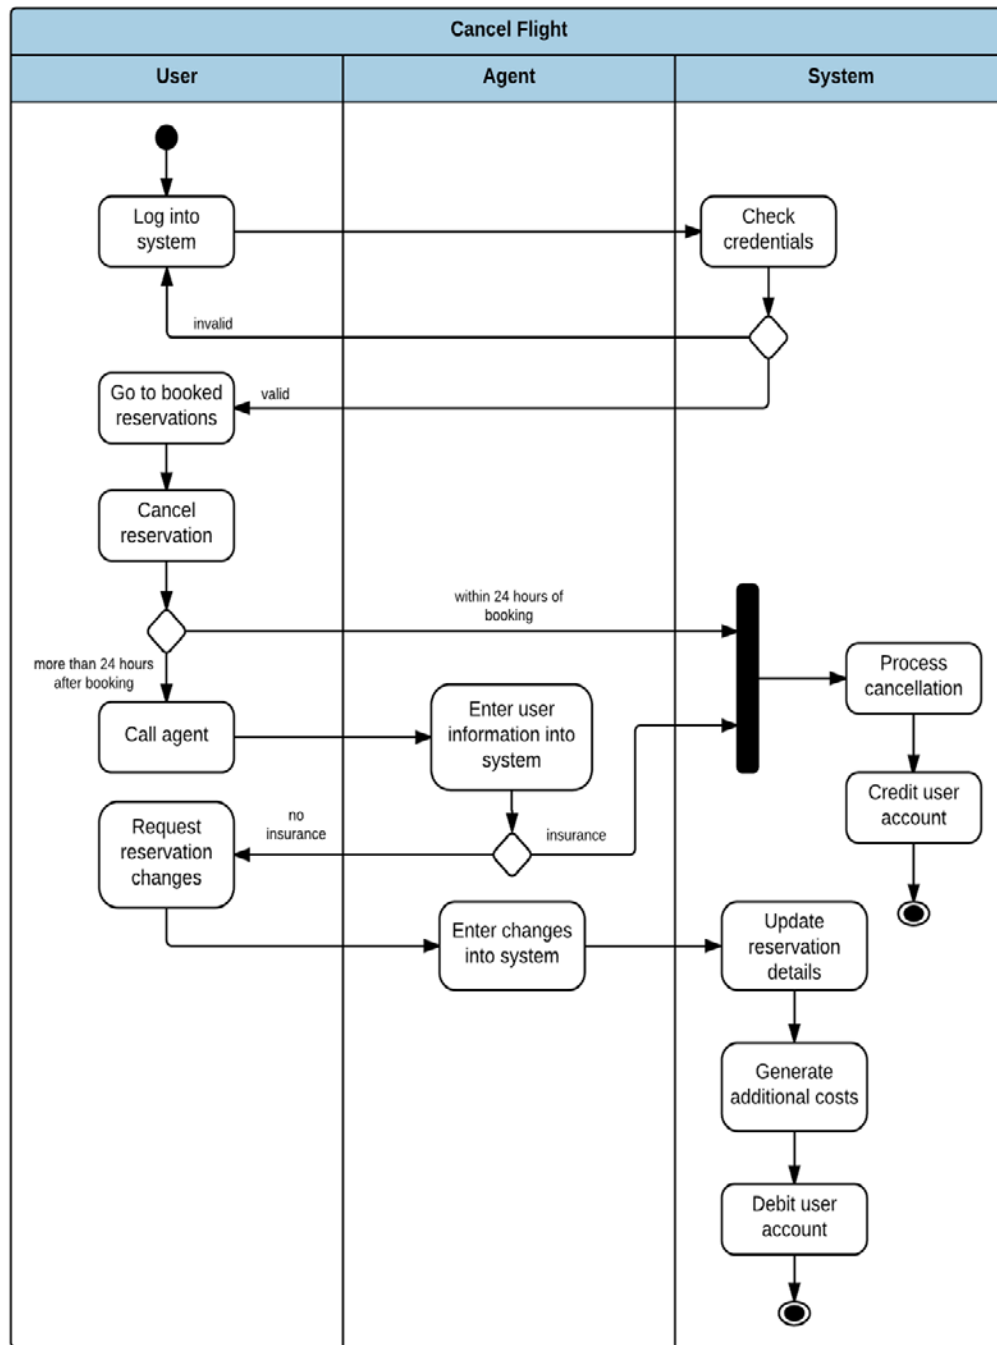 Cancel Flight
User
Agent
System
Log into
system
Check
credentials
invalid
Go to booked
reservations
valid
Cancel
reservation
within 24 hours of
booking
more than 24 hours
after booking
Process
cancellation
Call agent
Enter user
information into
system
Credit user
account
Request
reservation
changes
no
insurance
insurance
Enter changes
into system
Update
reservation
details
Generate
additional costs
Debit user
account